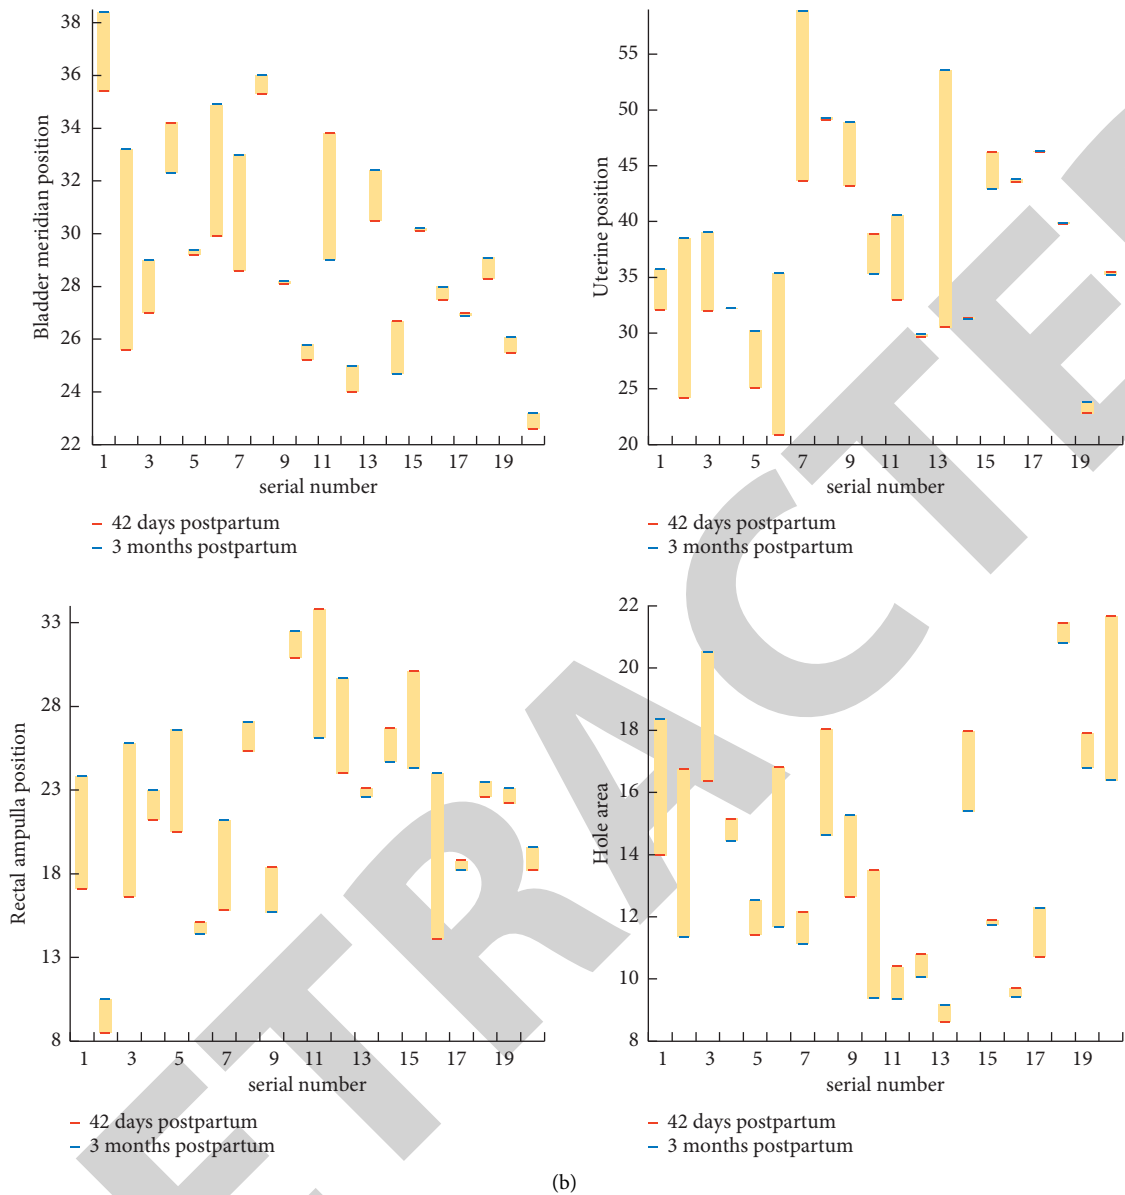 Bladder meridian position
38
36
34
32
30
28
26
24
22
1 3 5 7 9 11 13 15 17 19
serial number
42 days postpartum
3 months postpartum
Uterine position
55
50
45
40
35
30
25
20
1 3 5 7 9 11 13 15 17 19
serial number
42 days postpartum
3 months postpartum
Rectal ampulla position
33
28
23
18
13
8
1 3 5 7 9 11 13 15 17 19
serial number
42 days postpartum
3 months postpartum
Hole area
22
20
18
16
14
12
10
8
1 3 5 7 9 11 13 15 17 19
serial number
42 days postpartum
3 months postpartum
(b)
ETRACTE